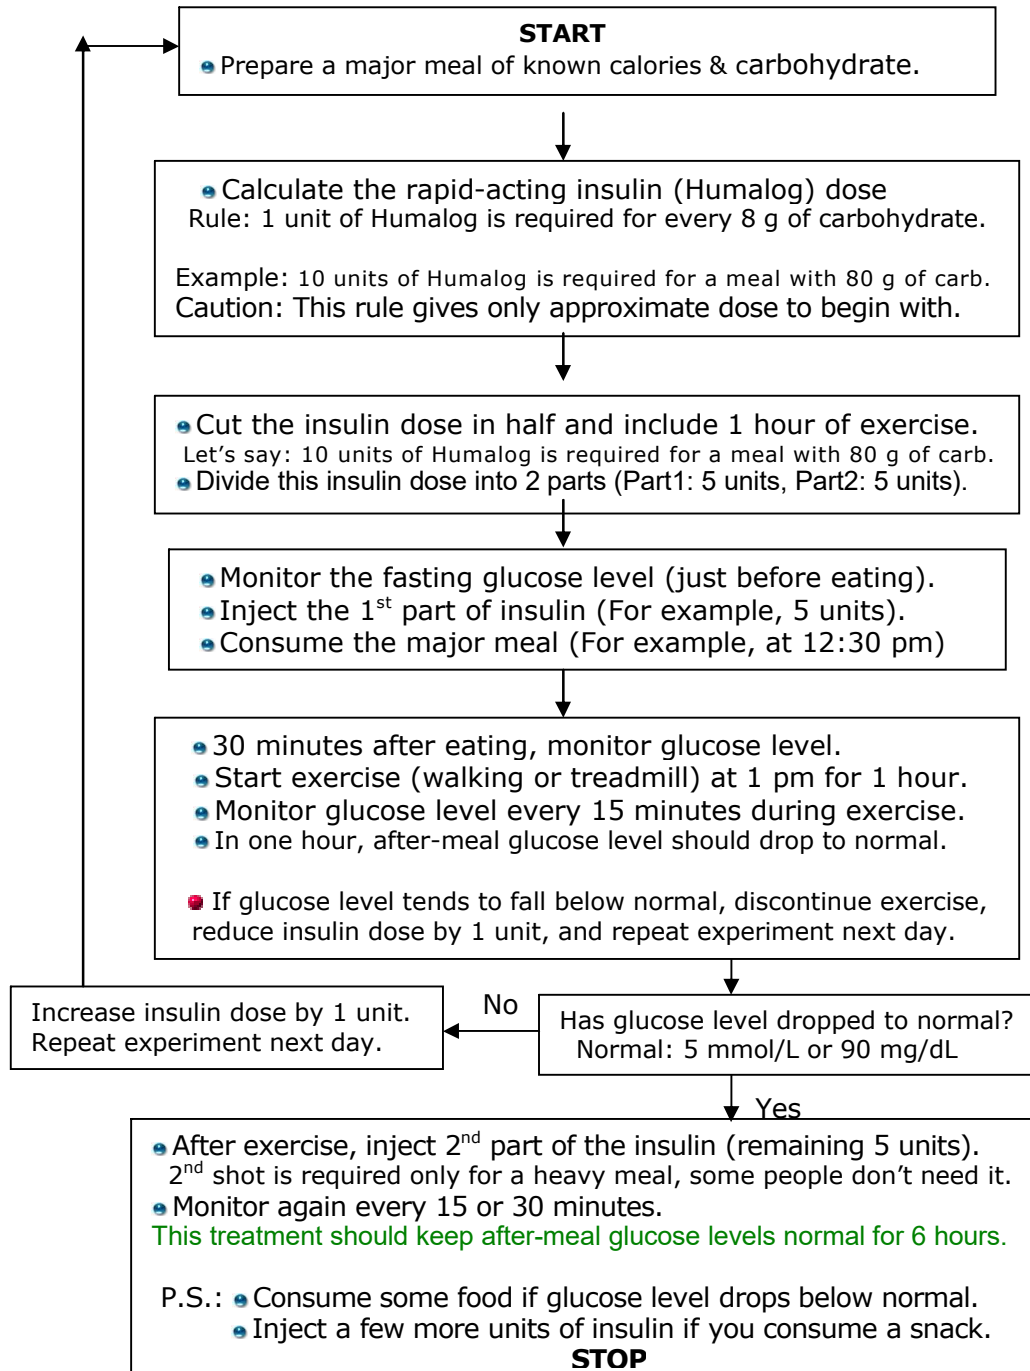 START
Prepare a major meal of known calories & carbohydrate.
Calculate the rapid-acting insulin (Humalog) dose
Rule: 1 unit of Humalog is required for every 8 g of carbohydrate.
Example: 10 units of Humalog is required for a meal with 80 g of carb.
Caution: This rule gives only approximate dose to begin with.
Cut the insulin dose in half and include 1 hour of exercise.
Let's say: 10 units of Humalog is required for a meal with 80 g of carb.
Divide this insulin dose into 2 parts (Part1: 5 units, Part2: 5 units).
Monitor the fasting glucose level (just before eating).
Inject the 1st part of insulin (For example, 5 units).
Consume the major meal (For example, at 12:30 pm)
30 minutes after eating, monitor glucose level.
Start exercise (walking or treadmill) at 1 pm for 1 hour.
Monitor glucose level every 15 minutes during exercise.
In one hour, after-meal glucose level should drop to normal.
If glucose level tends to fall below normal, discontinue exercise,
reduce insulin dose by 1 unit, and repeat experiment next day.
Has glucose level dropped to normal?
Normal: 5 mmol/L or 90 mg/dL
No
Increase insulin dose by 1 unit.
Repeat experiment next day.
Yes
After exercise, inject 2nd part of the insulin (remaining 5 units).
2nd shot is required only for a heavy meal, some people don't need it.
Monitor again every 15 or 30 minutes.
This treatment should keep after-meal glucose levels normal for 6 hours.
P.S.: Consume some food if glucose level drops below normal.
Inject a few more units of insulin if you consume a snack.
STOP